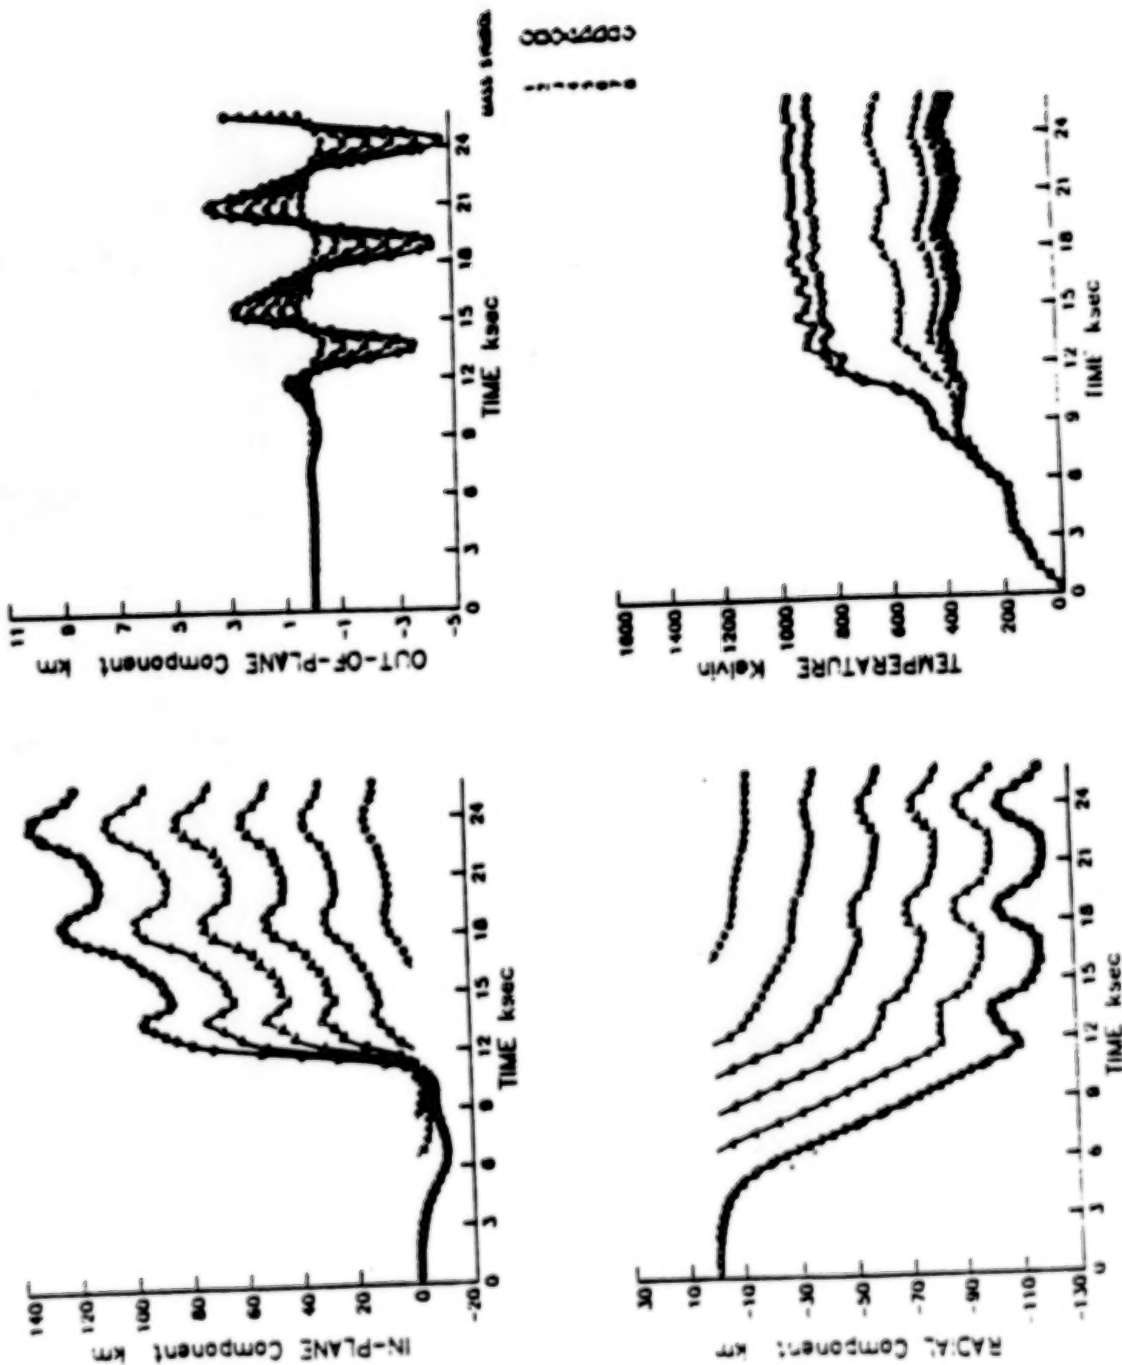 IN-PLANE Component km
140
120
100
80
60
40
20
0
-20
0 3 6 9 12 15 18 21 24
TIME ksec
OUT-OF-PLANE Component km
11
9
7
5
3
1
-1
-3
-5
0 3 6 9 12 15 18 21 24
TIME ksec
MASS
RADIAL Component km
30
10
-10
-30
-50
-70
-90
-110
-130
0 3 6 9 12 15 18 21 24
TIME ksec
TEMPERATURE Kelvin
1600
1400
1200
1000
800
600
400
200
0 3 6 9 12 15 18 21 24
TIME ksec